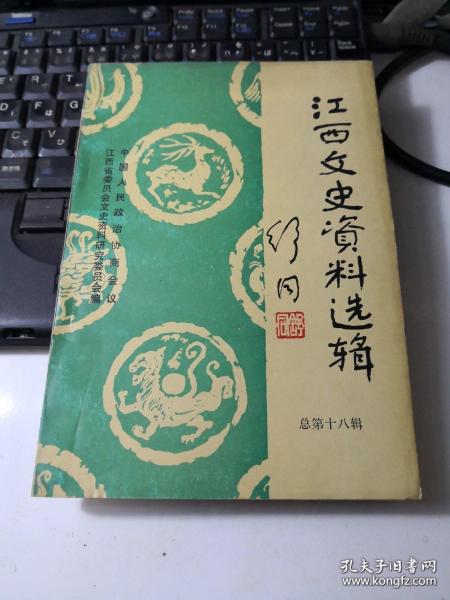 江西文史资料选辑
舒同
总第十八辑
中国人民政治协商会议
江西省委员会文史资料研究委员会编
孔夫子旧书网
www.kongfz.com